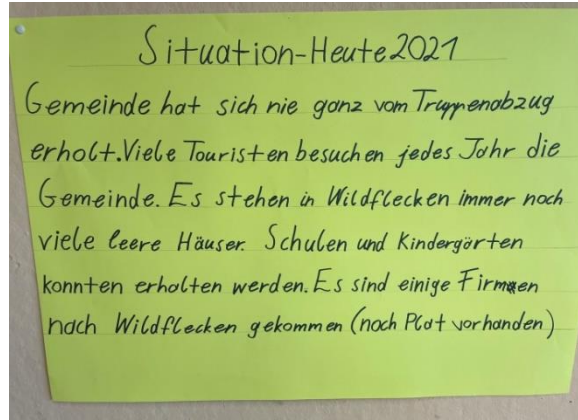 Situation-Heute 2021
Gemeinde hat sich nie ganz vom Truppenabzug
erholt. Viele Touristen besuchen jedes Jahr die
Gemeinde. Es stehen in Wildflecken immer noch
viele leere Häuser. Schulen und Kindergärten
konnten erhalten werden. Es sind einige Firmen
nach Wildflecken gekommen (noch Plat vorhanden)